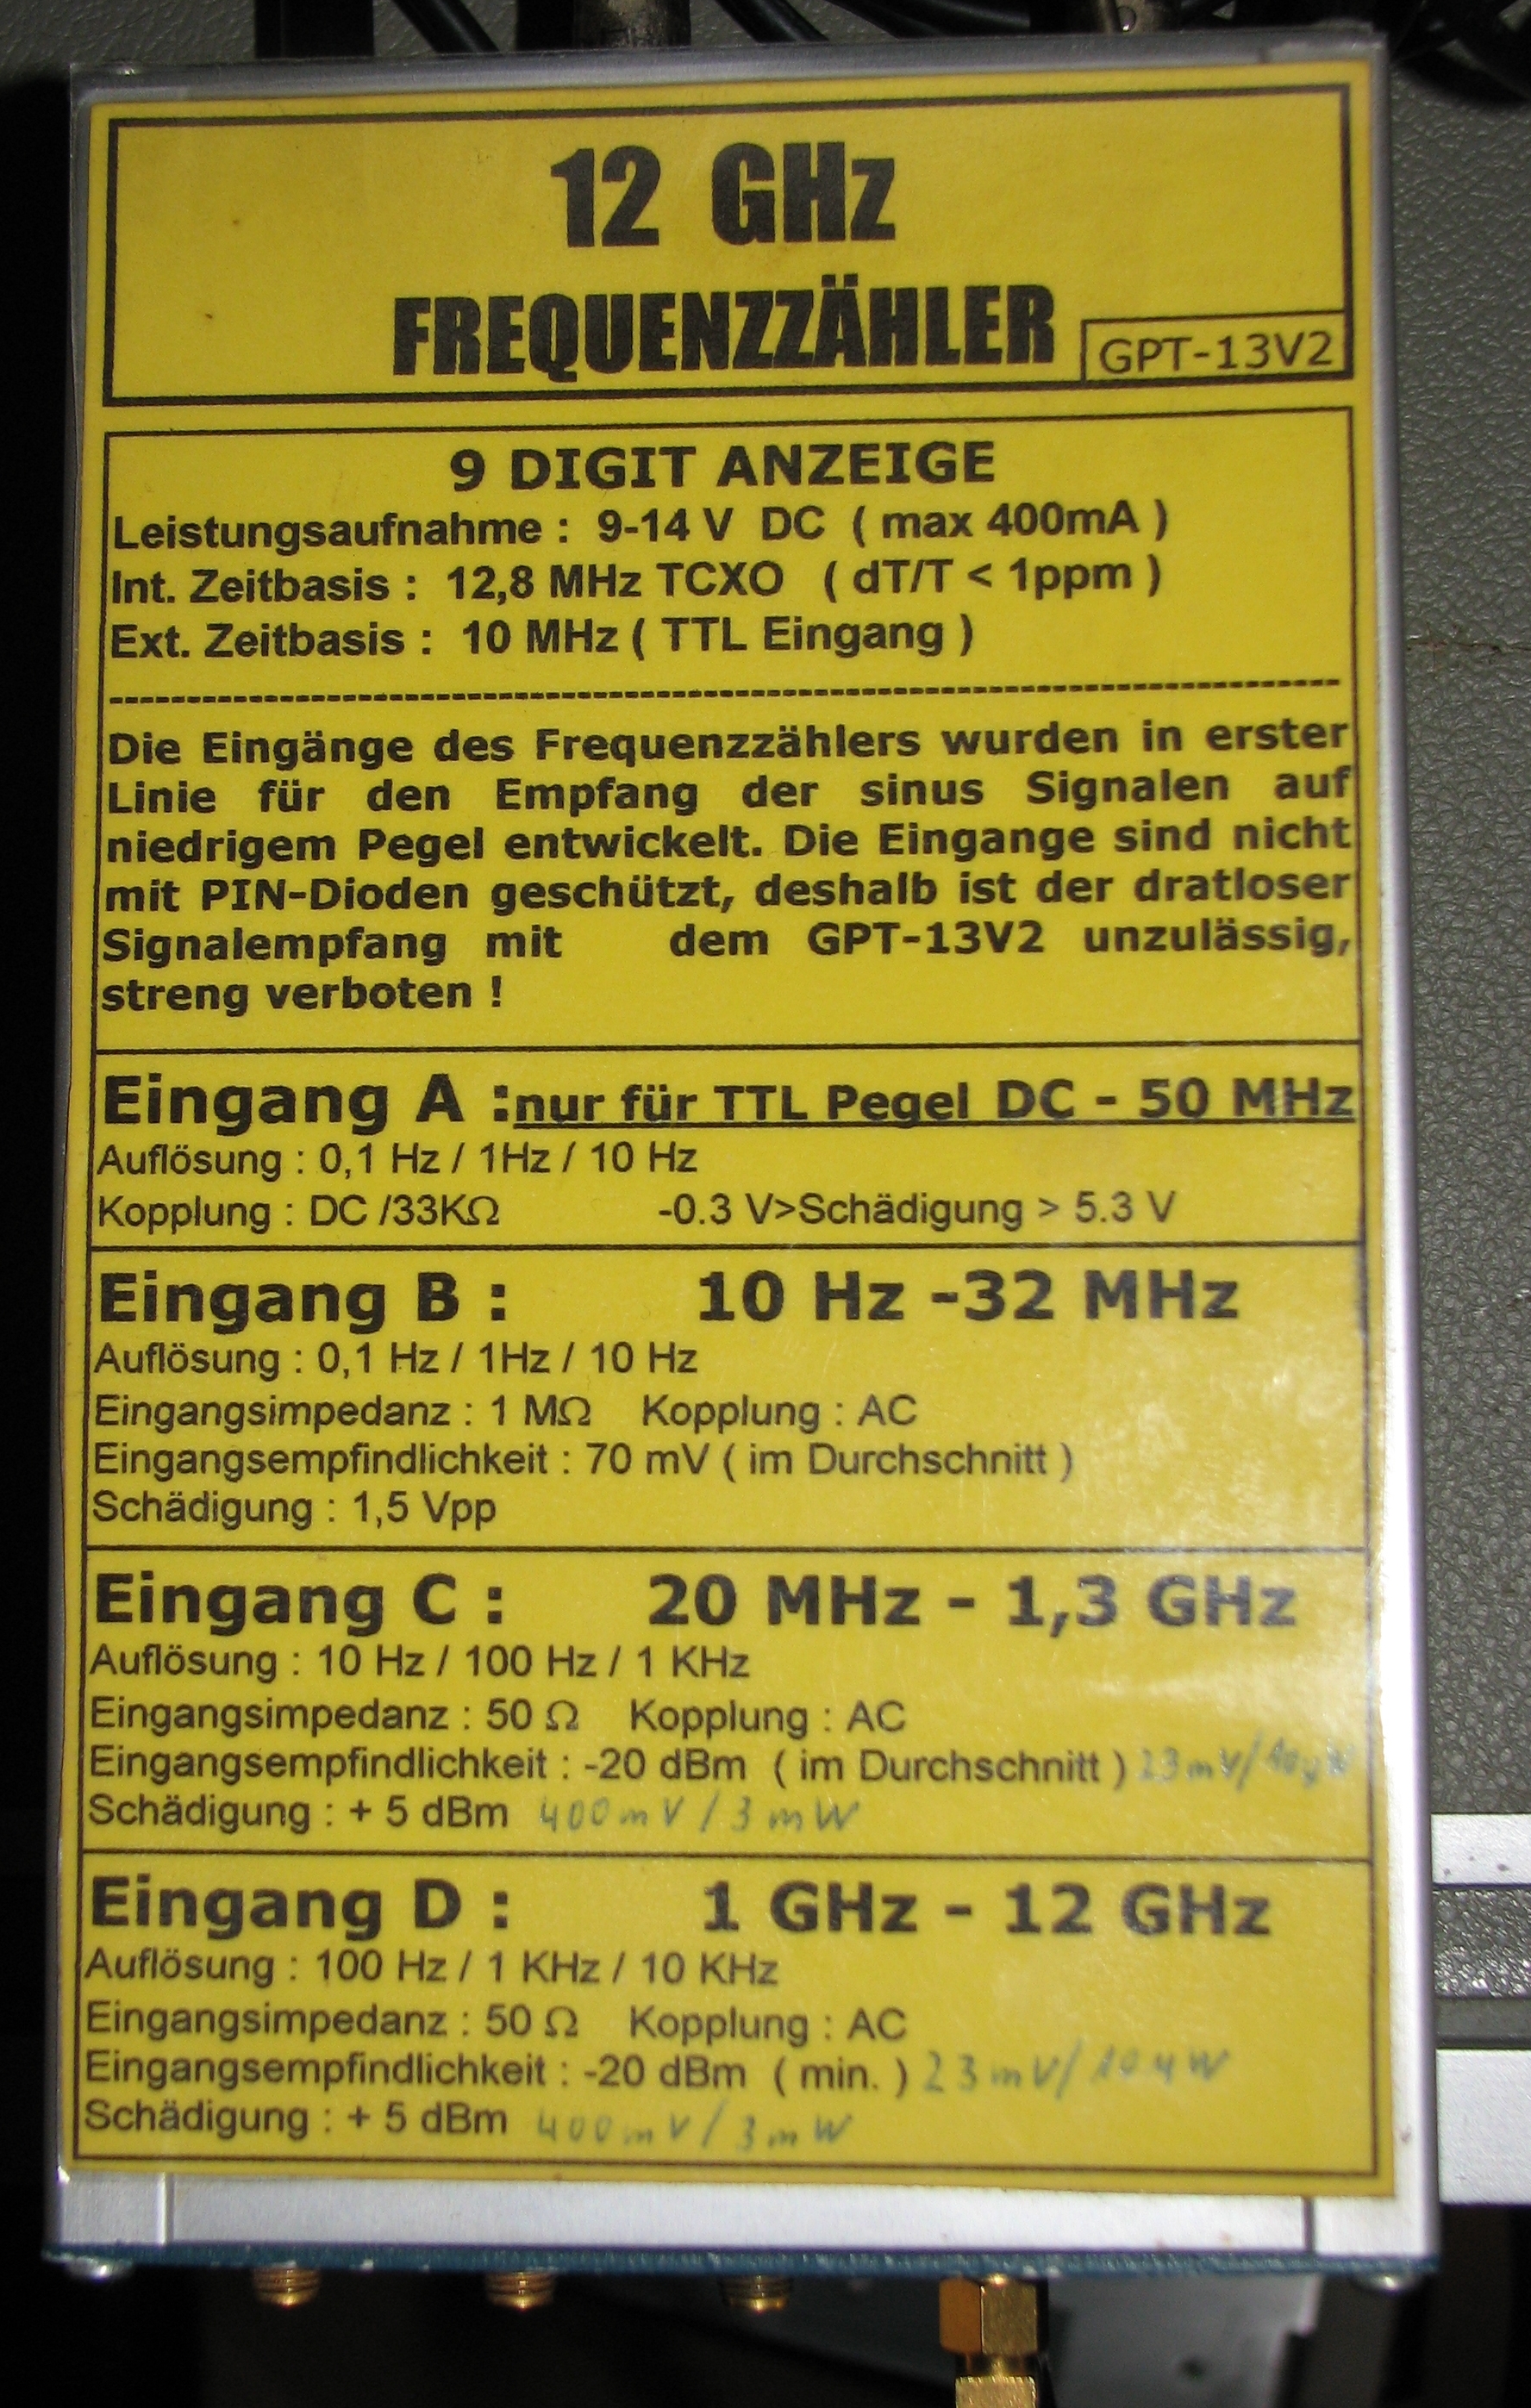 12 GHz
FREQUENZZÄHLER
GPT-13V2
9 DIGIT ANZEIGE
Leistungsaufnahme : 9-14 V DC ( max 400mA )
Int. Zeitbasis : 12,8 MHz TCXO ( dT/T < 1ppm )
Ext. Zeitbasis : 10 MHz ( TTL Eingang )
Die Eingänge des Frequenzzählers wurden in erster
Linie für den Empfang der sinus Signalen auf
niedrigem Pegel entwickelt. Die Eingange sind nicht
mit PIN-Dioden geschützt, deshalb ist der dratloser
Signalempfang mit dem GPT-13V2 unzulässig,
streng verboten !
Eingang A :nur für TTL Pegel DC - 50 MHz
Auflösung : 0,1 Hz / 1Hz / 10 Hz
Kopplung : DC /33KΩ -0.3 V>Schädigung > 5.3 V
Eingang B : 10 Hz -32 MHz
Auflösung : 0,1 Hz / 1Hz / 10 Hz
Eingangsimpedanz : 1 MΩ Kopplung : AC
Eingangsempfindlichkeit : 70 mV ( im Durchschnitt )
Schädigung : 1,5 Vpp
Eingang C : 20 MHz - 1,3 GHz
Auflösung : 10 Hz / 100 Hz / 1 KHz
Eingangsimpedanz : 50 Ω Kopplung : AC
Eingangsempfindlichkeit : -20 dBm ( im Durchschnitt ) 23mV/10µW
Schädigung : + 5 dBm 400mV / 3mW
Eingang D : 1 GHz - 12 GHz
Auflösung : 100 Hz / 1 KHz / 10 KHz
Eingangsimpedanz : 50 Ω Kopplung : AC
Eingangsempfindlichkeit : -20 dBm ( min. ) 23mV/10µW
Schädigung : + 5 dBm 400mV / 3mW